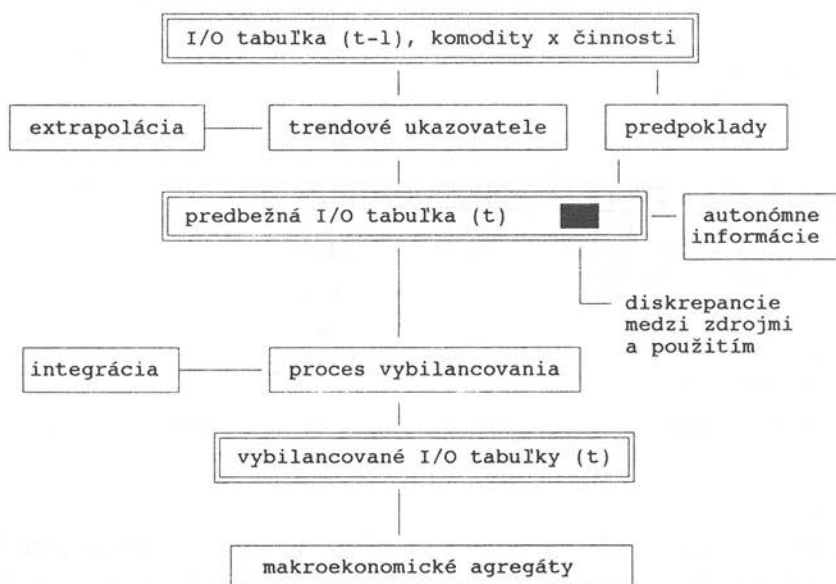 I/O tabuľka (t-l), komodity x činnosti
extrapolácia
trendové ukazovatele
predpoklady
predbežná I/O tabuľka (t)
autonómne
informácie
diskrepancie
medzi zdrojmi
a použitím
integrácia
proces vybilancovania
vybilancované I/O tabuľky (t)
makroekonomické agregáty